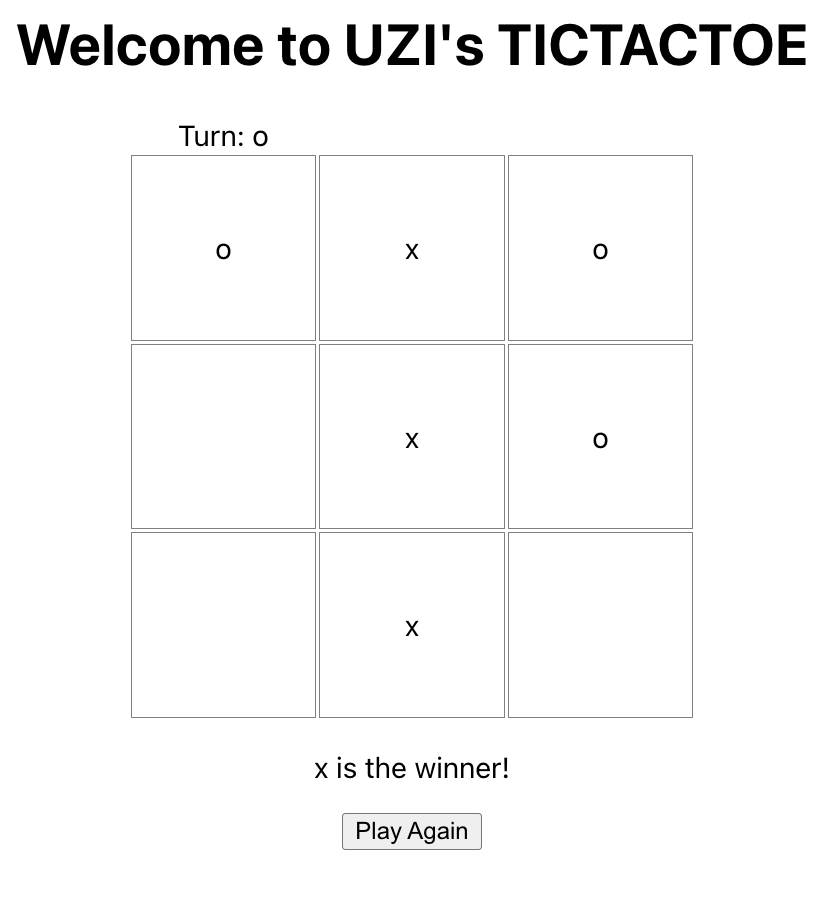 Welcome to UZI's TICTACTOE
Turn: o
o x o
x o
x
x is the winner!
Play Again